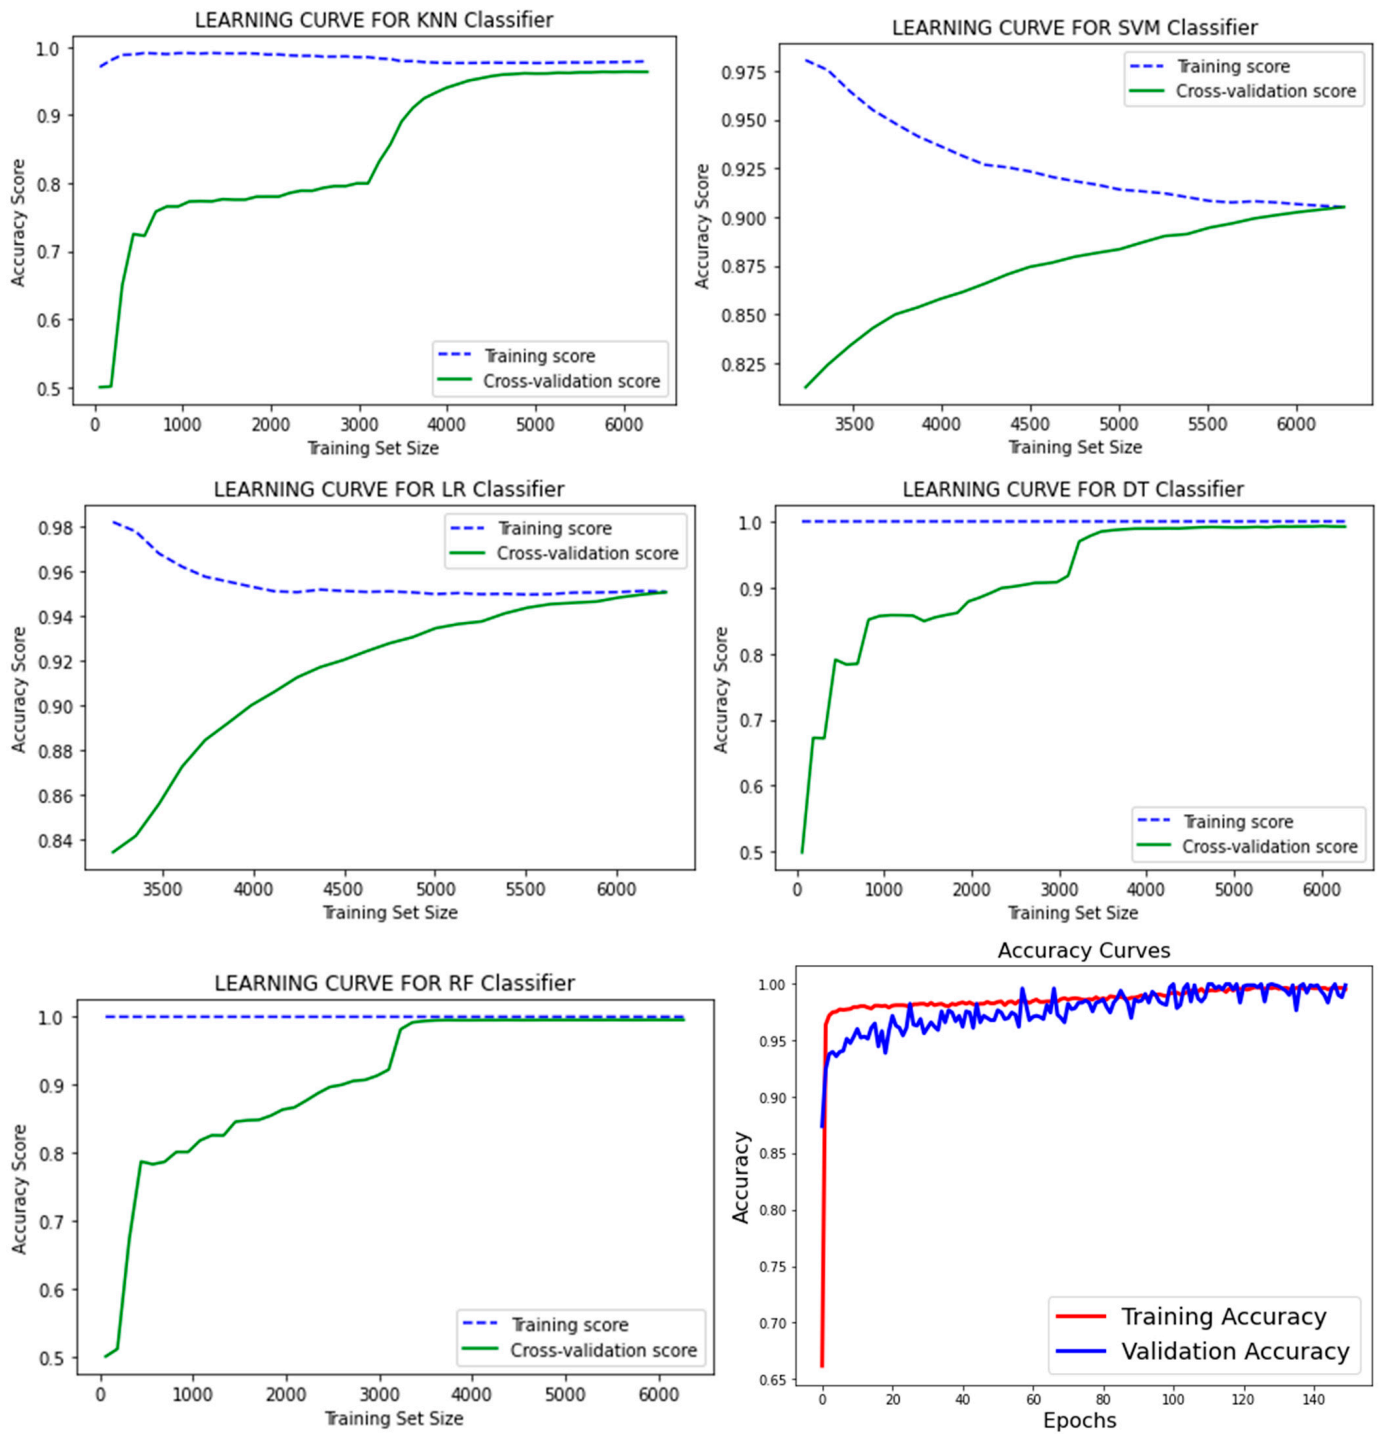 LEARNING CURVE FOR KNN Classifier
1.0
0.9
0.8
0.7
0.6
0.5
Accuracy Score
Training score
Cross-validation score
0 1000 2000 3000 4000 5000 6000
Training Set Size
LEARNING CURVE FOR SVM Classifier
0.975
0.950
0.925
0.900
0.875
0.850
0.825
Accuracy Score
Training score
Cross-validation score
3500 4000 4500 5000 5500 6000
Training Set Size
LEARNING CURVE FOR LR Classifier
0.98
0.96
0.94
0.92
0.90
0.88
0.86
0.84
Accuracy Score
Training score
Cross-validation score
3500 4000 4500 5000 5500 6000
Training Set Size
LEARNING CURVE FOR DT Classifier
1.0
0.9
0.8
0.7
0.6
0.5
Accuracy Score
Training score
Cross-validation score
0 1000 2000 3000 4000 5000 6000
Training Set Size
LEARNING CURVE FOR RF Classifier
1.0
0.9
0.8
0.7
0.6
0.5
Accuracy Score
Training score
Cross-validation score
0 1000 2000 3000 4000 5000 6000
Training Set Size
Accuracy Curves
1.00
0.95
0.90
0.85
0.80
0.75
0.70
0.65
Accuracy
Training Accuracy
Validation Accuracy
0 20 40 60 80 100 120 140
Epochs